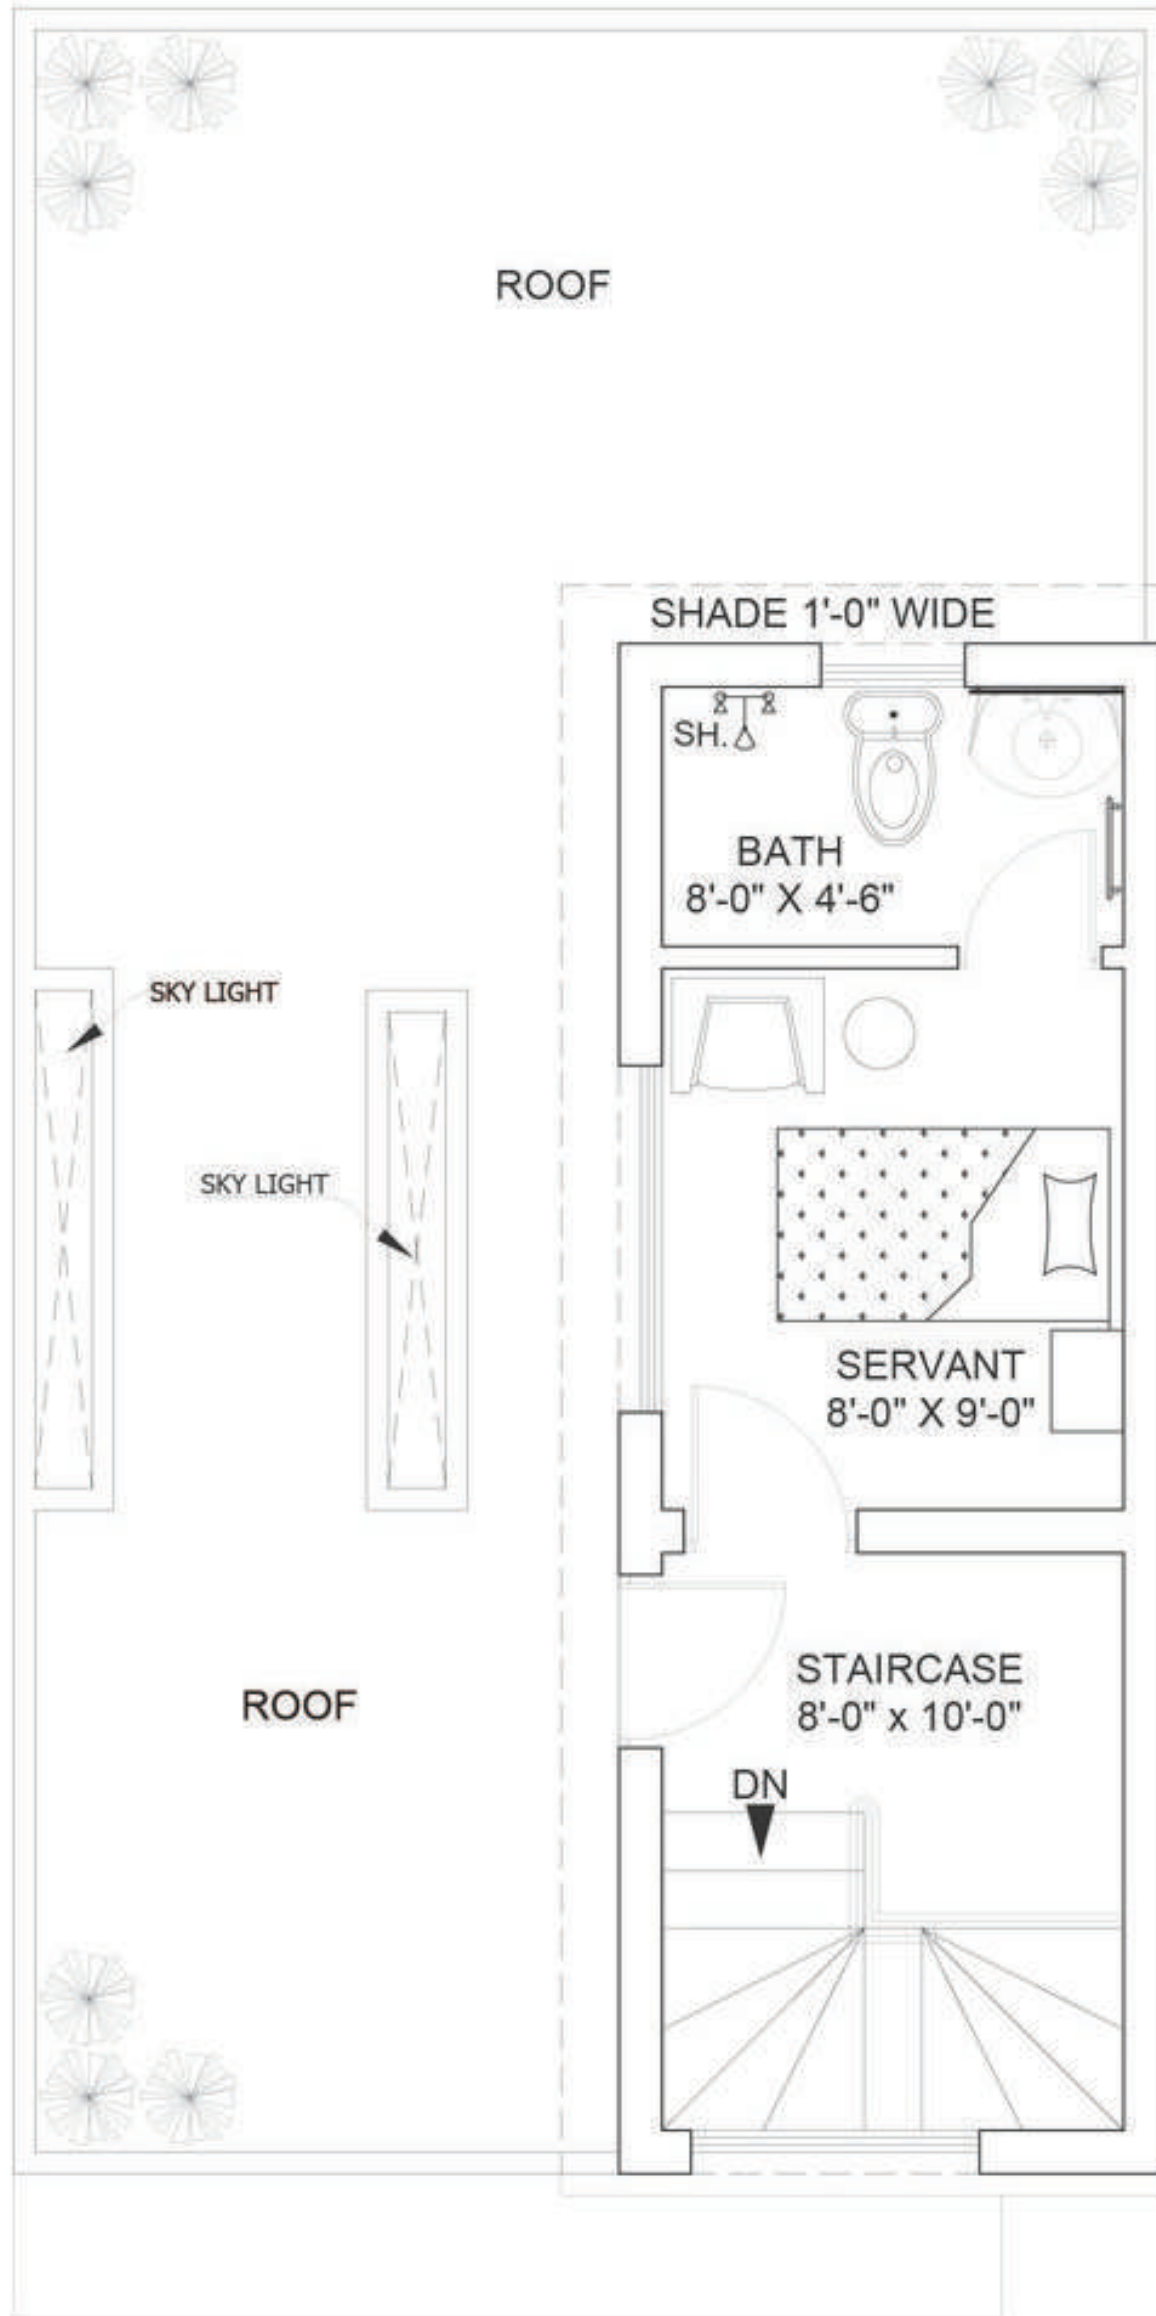 ROOF
SHADE 1'-0" WIDE
SH.
BATH
8'-0" X 4'-6"
SKY LIGHT
SKY LIGHT
SERVANT
8'-0" X 9'-0"
STAIRCASE
8'-0" x 10'-0"
ROOF
DN